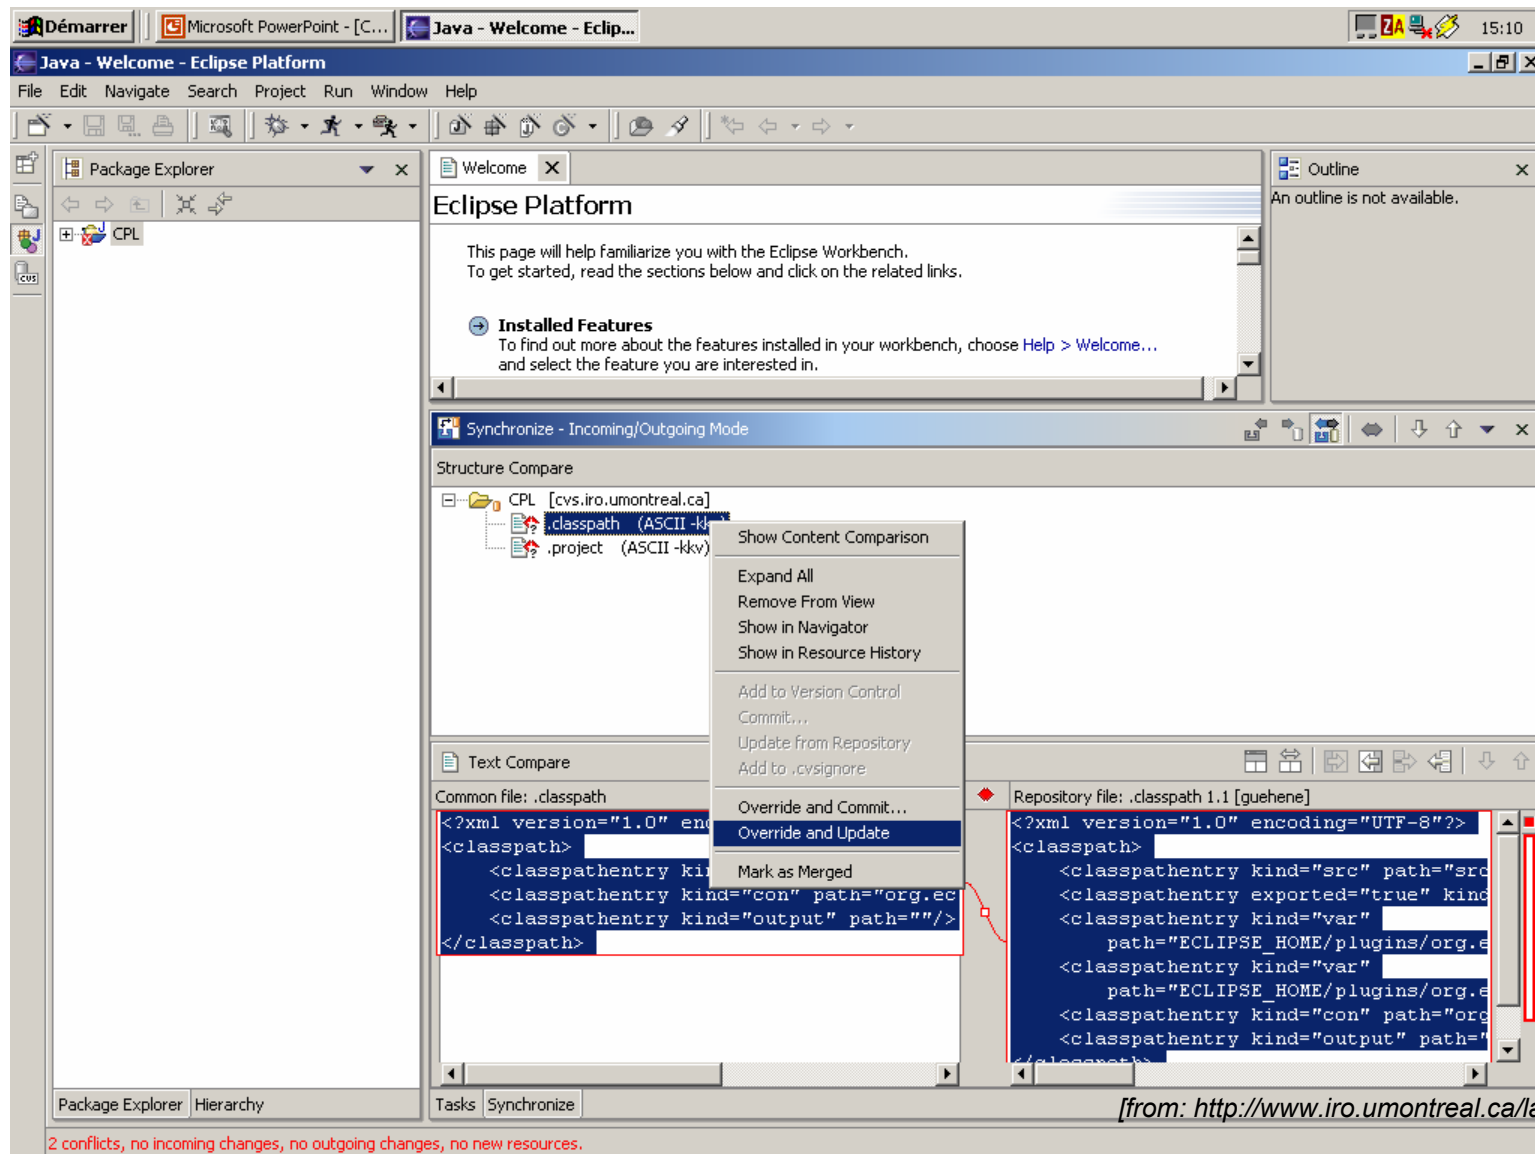 Démarrer
Microsoft PowerPoint - [C...
Java - Welcome - Eclip...
ZA
15:10
Java - Welcome - Eclipse Platform
File Edit Navigate Search Project Run Window Help
Package Explorer
Welcome
Outline
CVS
CPL
Eclipse Platform
An outline is not available.
This page will help familiarize you with the Eclipse Workbench.
To get started, read the sections below and click on the related links.
Installed Features
To find out more about the features installed in your workbench, choose Help > Welcome...
and select the feature you are interested in.
Synchronize - Incoming/Outgoing Mode
Structure Compare
CPL [cvs.iro.umontreal.ca]
.classpath (ASCII -kk
.project (ASCII -kkv)
Show Content Comparison
Expand All
Remove From View
Show in Navigator
Show in Resource History
Add to Version Control
Commit...
Update from Repository
Add to .cvsignore
Override and Commit...
Override and Update
Mark as Merged
Text Compare
Common file: .classpath
<?xml version="1.0" en
<classpath>
<classpathentry ki
<classpathentry kind="con" path="org.ec
<classpathentry kind="output" path=""/>
</classpath>
Repository file: .classpath 1.1 [guehene]
<?xml version="1.0" encoding="UTF-8"?>
<classpath>
<classpathentry kind="src" path="src
<classpathentry exported="true" kind
<classpathentry kind="var"
path="ECLIPSE_HOME/plugins/org.e
<classpathentry kind="var"
path="ECLIPSE_HOME/plugins/org.e
<classpathentry kind="con" path="org
<classpathentry kind="output" path="
</classpath>
Package Explorer Hierarchy
Tasks Synchronize
[from: http://www.iro.umontreal.ca/la
2 conflicts, no incoming changes, no outgoing changes, no new resources.